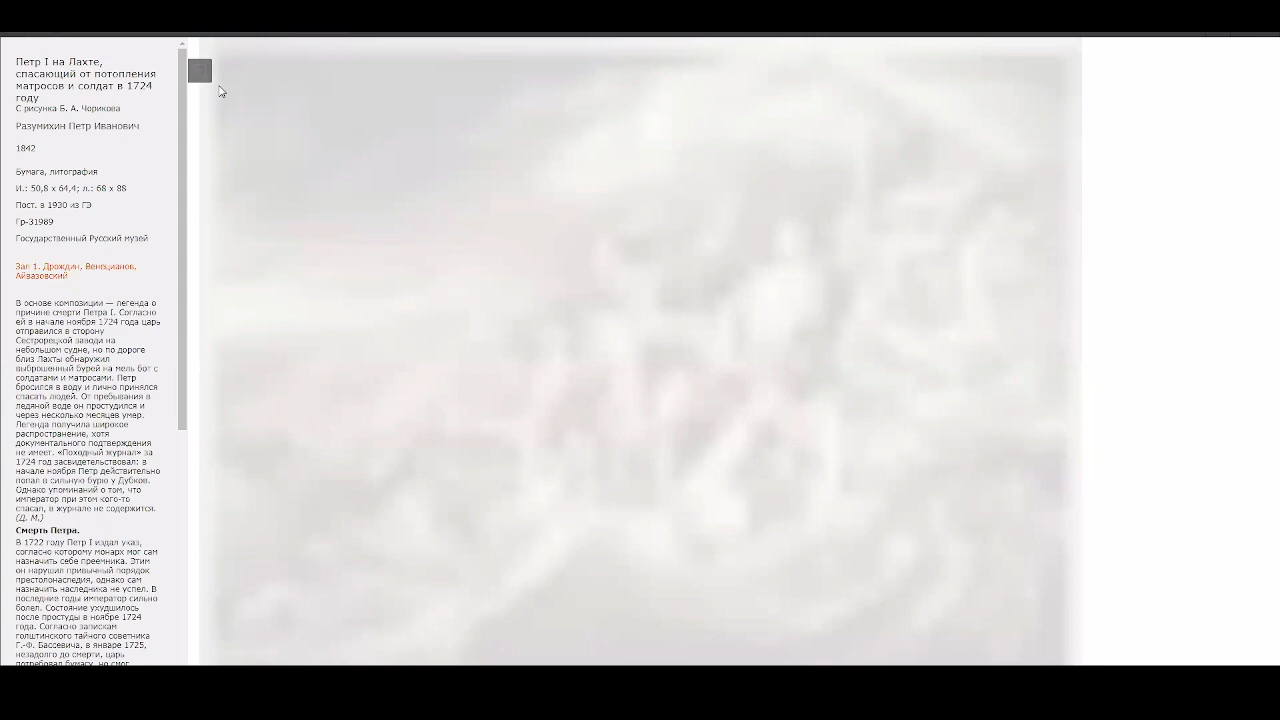 Петр I на Лахте,
спасающий от потопления
матросов и солдат в 1724
году
С рисунка Б. А. Чорикова
Разумихин Петр Иванович
1842
Бумага, литография
И.: 50,8 х 64,4; л.: 68 х 88
Пост. в 1930 из ГЭ
Гр-31989
Государственный Русский музей
Зал 1. Дрождин, Венецианов,
Айвазовский
В основе композиции — легенда о
причине смерти Петра I. Согласно
ей в начале ноября 1724 года царь
отправился в сторону
Сестрорецкой заводи на
небольшом судне, но по дороге
близ Лахты обнаружил
выброшенный бурей на мель бот с
солдатами и матросами. Петр
бросился в воду и лично принялся
спасать людей. От пребывания в
ледяной воде он простудился и
через несколько месяцев умер.
Легенда получила широкое
распространение, хотя
документального подтверждения
не имеет. «Походный журнал» за
1724 год засвидетельствовал: в
начале ноября Петр действительно
попал в сильную бурю у Дубков.
Однако упоминаний о том, что
император при этом кого-то
спасал, в журнале не содержится.
(Д. М.)
Смерть Петра.
В 1722 году Петр I издал указ,
согласно которому монарх мог сам
назначить себе преемника. Этим
он нарушил привычный порядок
престолонаследия, однако сам
назначить наследника не успел. В
последние годы император сильно
болел. Состояние ухудшилось
после простуды в ноябре 1724
года. Согласно запискам
голштинского тайного советника
Г.-Ф. Бассевича, в январе 1725,
незадолго до смерти, царь
потребовал бумагу, но смог